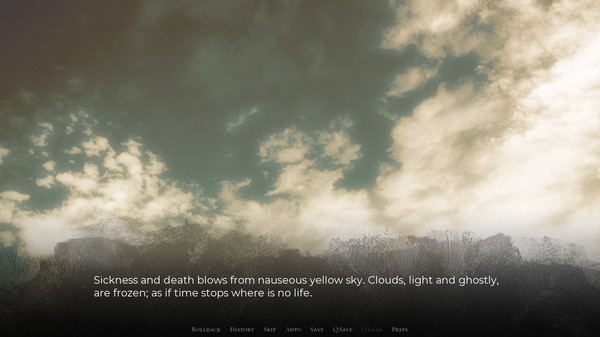 Sickness and death blows from nauseous yellow sky. Clouds, light and ghostly,
are frozen; as if time stops where is no life.
Rollback History Skip Auto Save Q.Save Q.Load Prefs